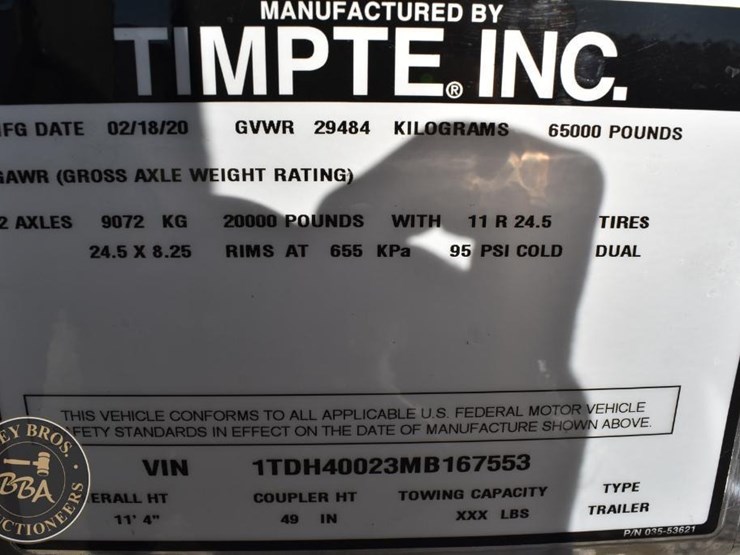 MANUFACTURED BY
TIMPTE® INC.
FG DATE 02/18/20 GVWR 29484 KILOGRAMS 65000 POUNDS
GAWR (GROSS AXLE WEIGHT RATING)
2 AXLES 9072 KG 20000 POUNDS WITH 11 R 24.5 TIRES
24.5 X 8.25 RIMS AT 655 KPa 95 PSI COLD DUAL
THIS VEHICLE CONFORMS TO ALL APPLICABLE U.S. FEDERAL MOTOR VEHICLE
FETY STANDARDS IN EFFECT ON THE DATE OF MANUFACTURE SHOWN ABOVE.
VIN 1TDH40023MB167553
ERALL HT COUPLER HT TOWING CAPACITY TYPE
11' 4" 49 IN XXX LBS TRAILER
P/N 035-53621
EY BROS.
BBA
CTIONEERS